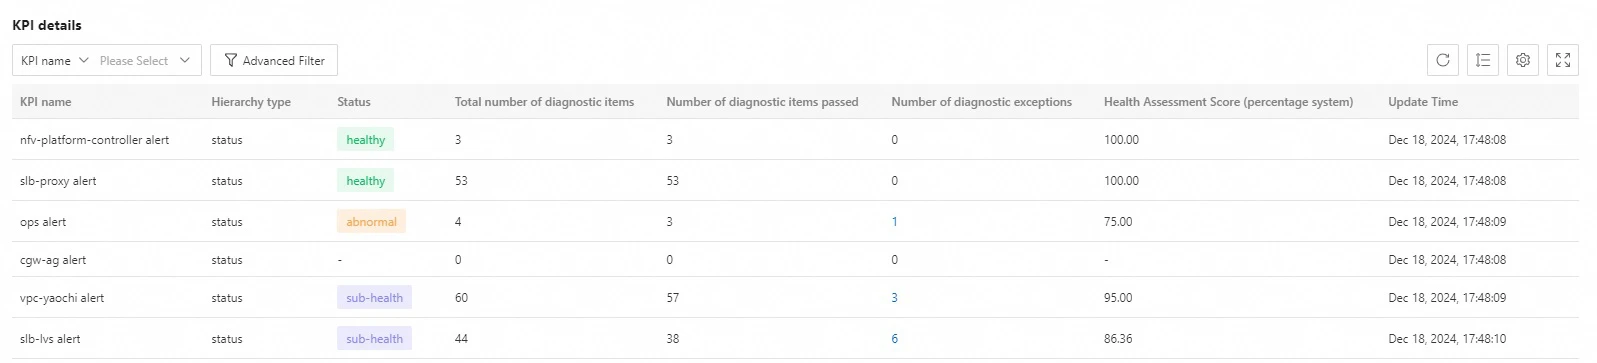 KPI details
KPI name Please Select Advanced Filter
KPI name Hierarchy type Status Total number of diagnostic items Number of diagnostic items passed Number of diagnostic exceptions Health Assessment Score (percentage system) Update Time
nfv-platform-controller alert status healthy 3 3 0 100.00 Dec 18, 2024, 17:48:08
slb-proxy alert status healthy 53 53 0 100.00 Dec 18, 2024, 17:48:08
ops alert status abnormal 4 3 1 75.00 Dec 18, 2024, 17:48:09
cgw-ag alert status - 0 0 0 - Dec 18, 2024, 17:48:08
vpc-yaochi alert status sub-health 60 57 3 95.00 Dec 18, 2024, 17:48:09
slb-lvs alert status sub-health 44 38 6 86.36 Dec 18, 2024, 17:48:10